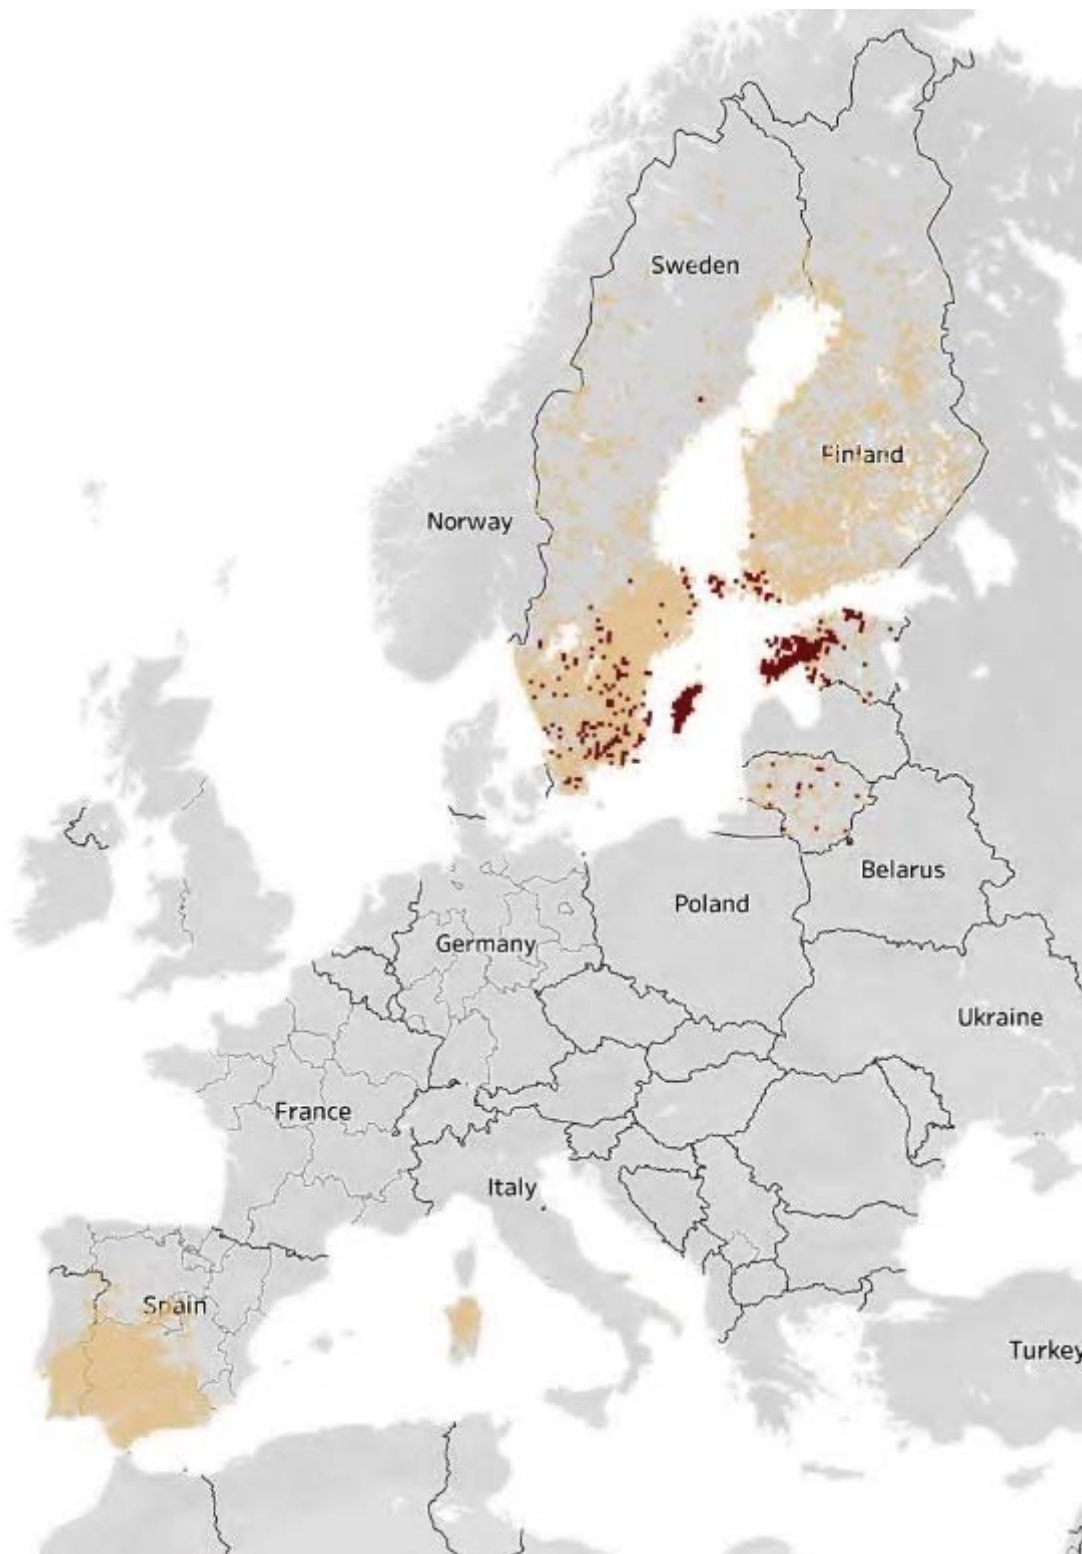 Sweden
Finland
Norway
Belarus
Poland
Germany
Ukraine
France
Italy
Spain
Turkey